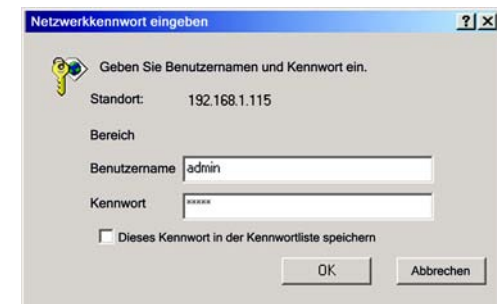 Netzwerkkennwort eingeben
Geben Sie Benutzernamen und Kennwort ein.
Standort: 192.168.1.115
Bereich
Benutzername admin
Kennwort xxxxx
Dieses Kennwort in der Kennwortliste speichern
OK Abbrechen